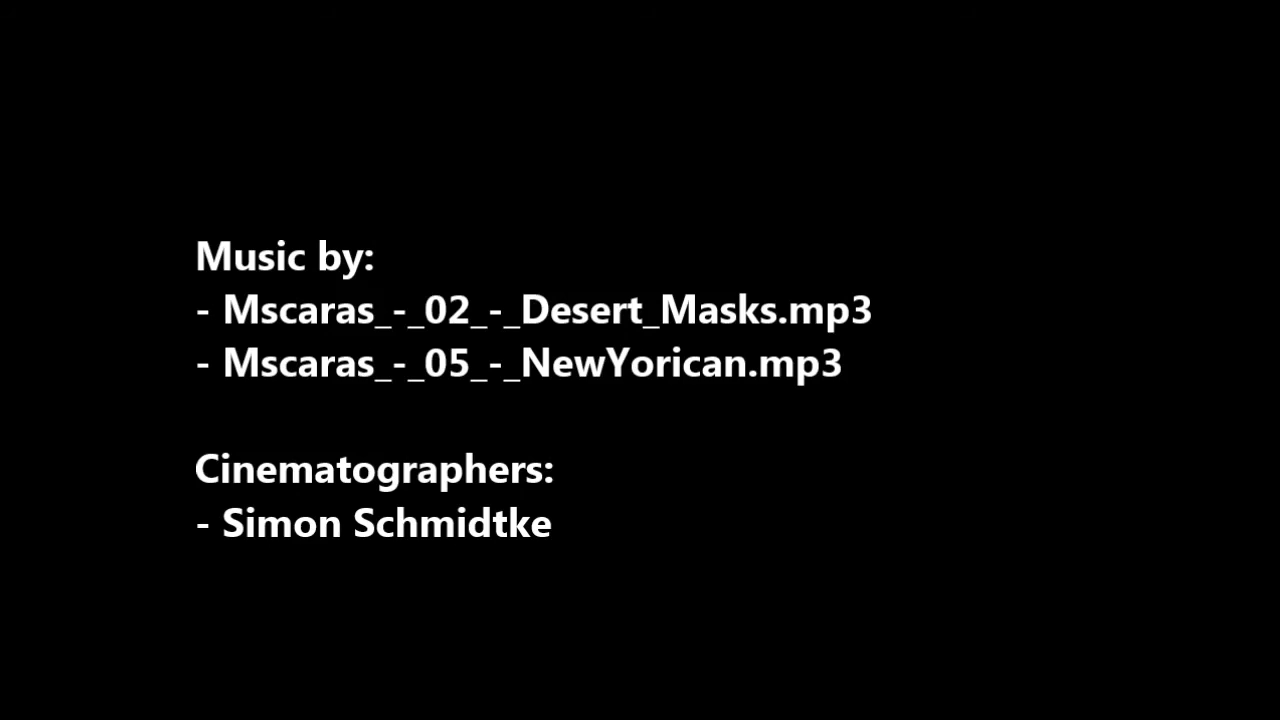 Music by:
- Mscaras_-_02_-_Desert_Masks.mp3
- Mscaras_-_05_-_NewYorican.mp3
Cinematographers:
- Simon Schmidtke